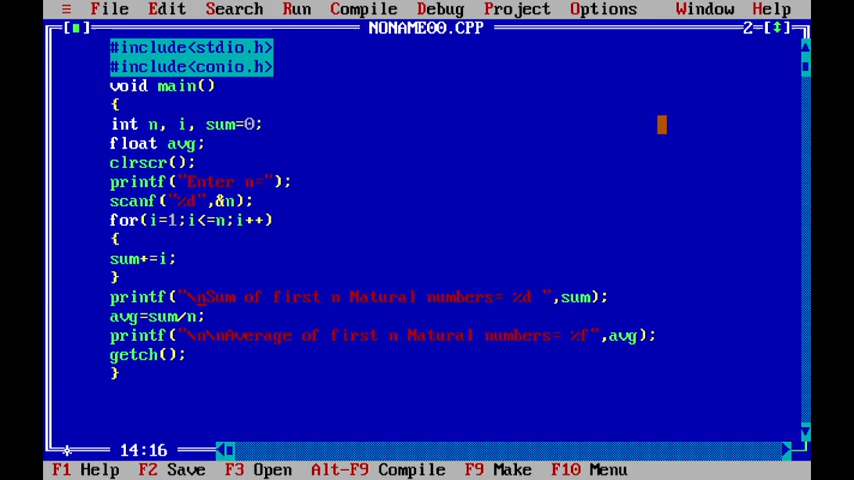 ≡ File Edit Search Run Compile Debug Project Options Window Help
[■] NONAME00.CPP 2=[↕]
#include<stdio.h>
#include<conio.h>
void main()
{
int n, i, sum=0;
float avg;
clrscr();
printf("Enter n=");
scanf("%d",&n);
for(i=1;i<=n;i++)
{
sum+=i;
}
printf("\nSum of first n Natural numbers= %d ",sum);
avg=sum/n;
printf("\n\nAverage of first n Natural numbers= %f",avg);
getch();
}
14:16
F1 Help F2 Save F3 Open Alt-F9 Compile F9 Make F10 Menu